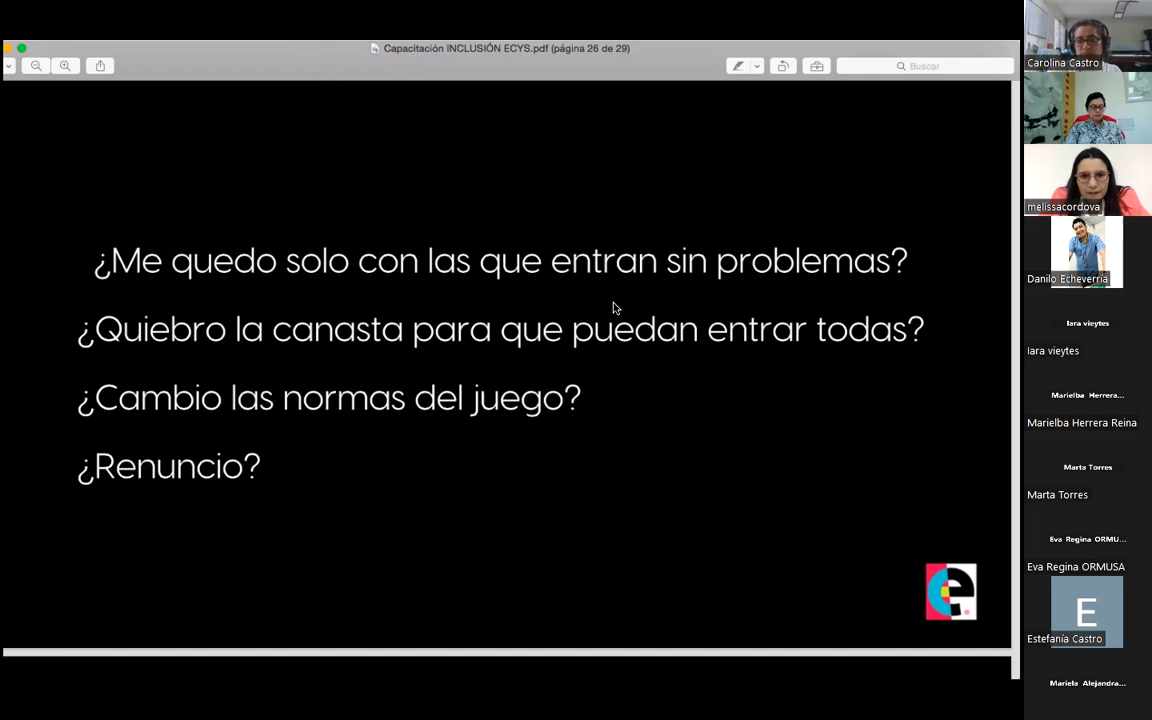 Capacitación INCLUSIÓN ECYS.pdf (página 26 de 29)
Buscar
¿Me quedo solo con las que entran sin problemas?
¿Quiebro la canasta para que puedan entrar todas?
¿Cambio las normas del juego?
¿Renuncio?
e
Carolina Castro
melissacordova
Danilo Echeverría
Iara vieytes
Iara vieytes
Marielba Herrera...
Marielba Herrera Reina
Marta Torres
Marta Torres
Eva Regina ORMU...
Eva Regina ORMUSA
E
Estefanía Castro
Mariela Alejandra...